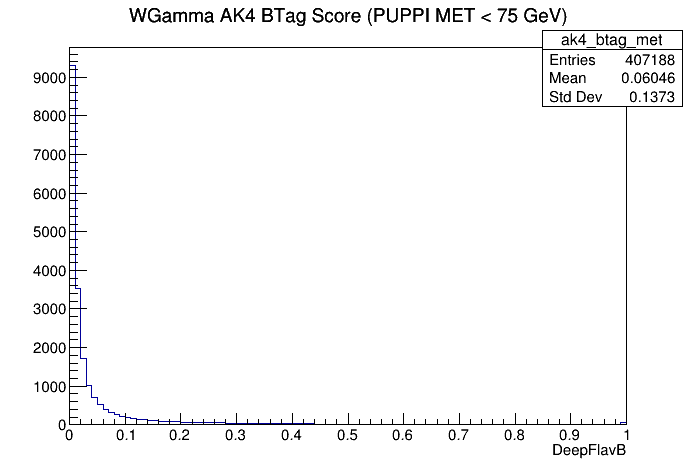 WGamma AK4 BTag Score (PUPPI MET < 75 GeV)
ak4_btag_met
Entries 407188
Mean 0.06046
Std Dev 0.1373
9000
8000
7000
6000
5000
4000
3000
2000
1000
0
0 0.1 0.2 0.3 0.4 0.5 0.6 0.7 0.8 0.9 1
DeepFlavB